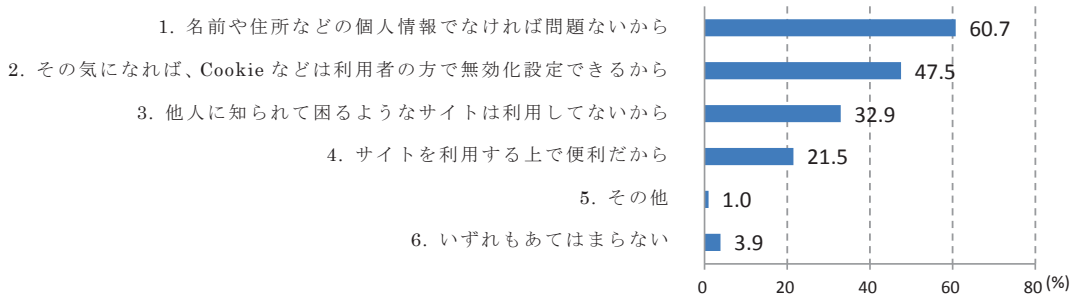 1. 名前や住所などの個人情報でなければ問題ないから 60.7
2. その気になれば、Cookie などは利用者の方で無効化設定できるから 47.5
3. 他人に知られて困るようなサイトは利用してないから 32.9
4. サイトを利用する上で便利だから 21.5
5. その他 1.0
6. いずれもあてはまらない 3.9
0 20 40 60 80 (%)